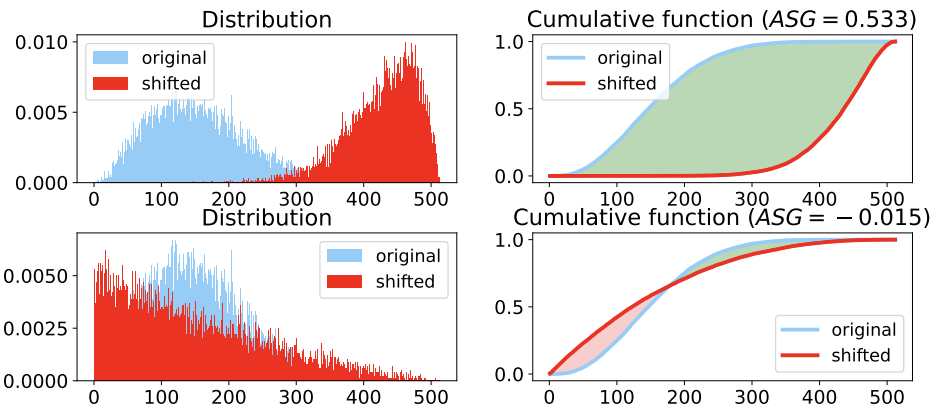 Distribution
0.010
0.005
0.000
original
shifted
0 100 200 300 400 500
Cumulative function (ASG = 0.533)
1.0
0.5
0.0
original
shifted
0 100 200 300 400 500
Distribution
0.0050
0.0025
0.0000
original
shifted
0 100 200 300 400 500
Cumulative function (ASG = −0.015)
1.0
0.5
0.0
original
shifted
0 100 200 300 400 500